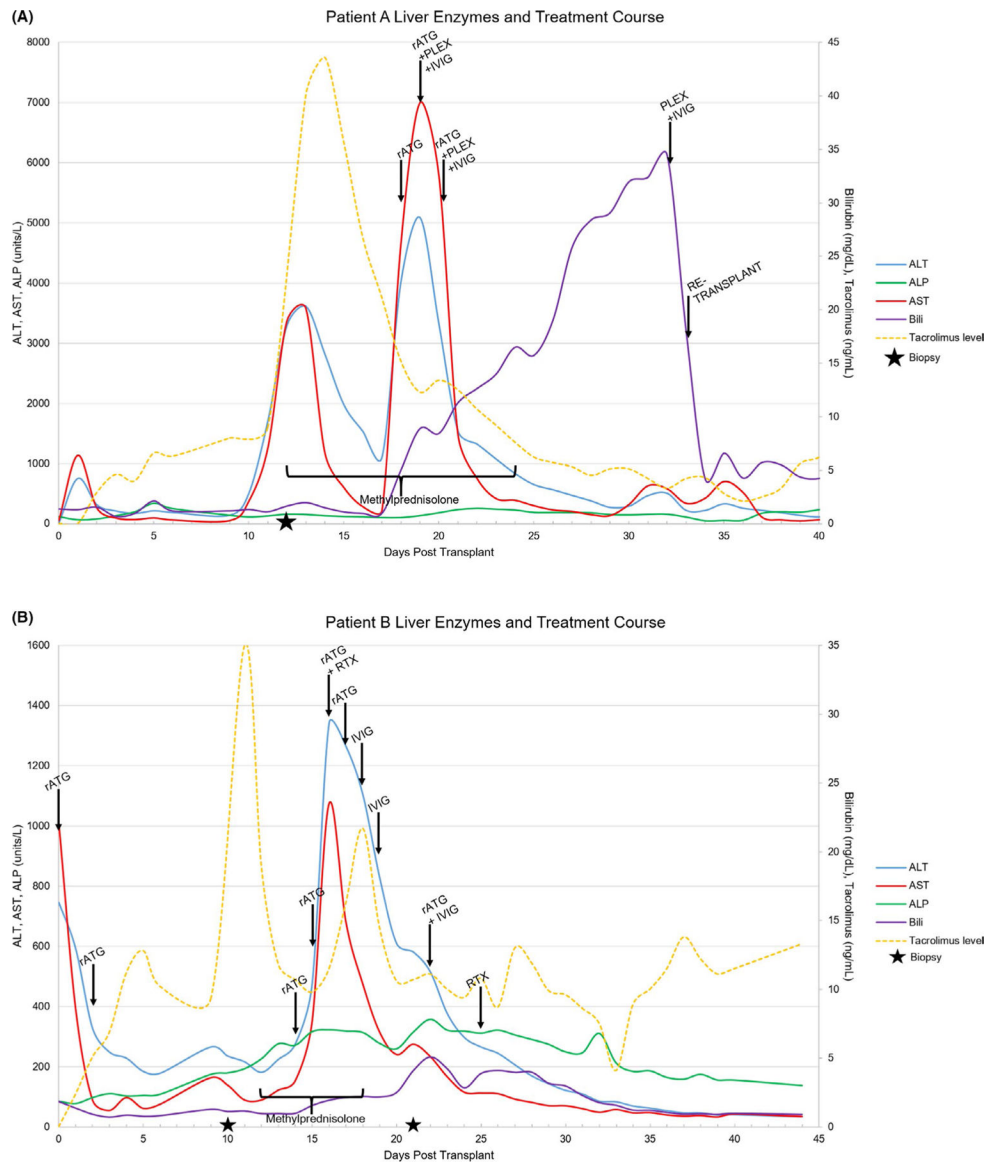 (A)
Patient A Liver Enzymes and Treatment Course
8000
7000
6000
5000
4000
3000
2000
1000
0
ALT, AST, ALP (units/L)
45
40
35
30
25
20
15
10
5
0
Bilirubin (mg/dL), Tacrolimus (ng/mL)
rATG
+PLEX
+IVIG
rATG
rATG
+PLEX
+IVIG
PLEX
+IVIG
RE-
TRANSPLANT
Methylprednisolone
0
5
10
15
20
25
30
35
40
Days Post Transplant
ALT
ALP
AST
Bili
Tacrolimus level
Biopsy
(B)
Patient B Liver Enzymes and Treatment Course
1600
1400
1200
1000
800
600
400
200
0
ALT, AST, ALP (units/L)
35
30
25
20
15
10
5
0
Bilirubin (mg/dL), Tacrolimus (ng/mL)
rATG
rATG
rATG
rATG
rATG
+ RTX
rATG
IVIG
IVIG
rATG
+ IVIG
RTX
Methylprednisolone
0
5
10
15
20
25
30
35
40
45
Days Post Transplant
ALT
AST
ALP
Bili
Tacrolimus level
Biopsy